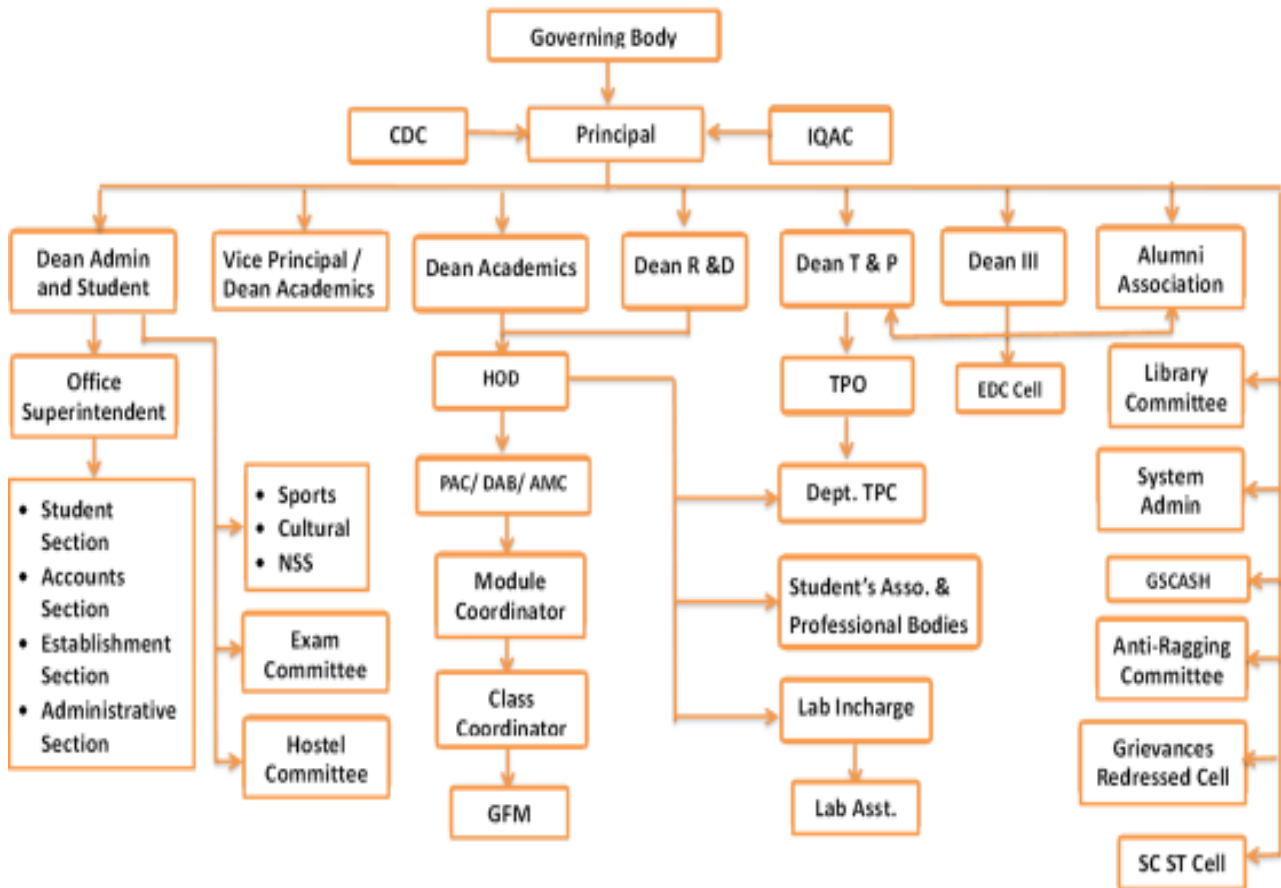 Governing Body
CDC
Principal
IQAC
Dean Admin
and Student
Vice Principal /
Dean Academics
Dean Academics
Dean R &D
Dean T & P
Dean III
Alumni
Association
Office
Superintendent
HOD
TPO
EDC Cell
Library
Committee
• Student
Section
• Accounts
Section
• Establishment
Section
• Administrative
Section
• Sports
• Cultural
• NSS
Exam
Committee
Hostel
Committee
PAC/ DAB/ AMC
Module
Coordinator
Class
Coordinator
GFM
Dept. TPC
Student's Asso. &
Professional Bodies
Lab Incharge
Lab Asst.
System
Admin
GSCASH
Anti-Ragging
Committee
Grievances
Redressed Cell
SC ST Cell